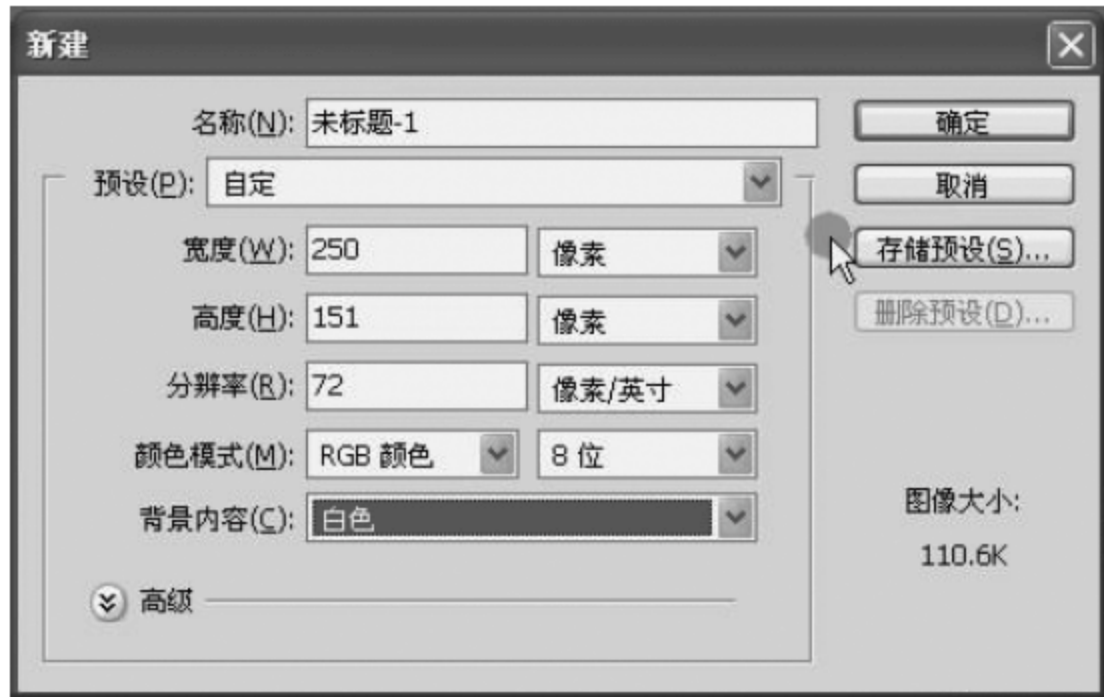 新建
名称(N): 未标题-1
确定
预设(P): 自定
取消
宽度(W): 250 像素
存储预设(S)...
高度(H): 151 像素
删除预设(D)...
分辨率(R): 72 像素/英寸
颜色模式(M): RGB 颜色 8 位
背景内容(C): 白色
图像大小:
110.6K
高级